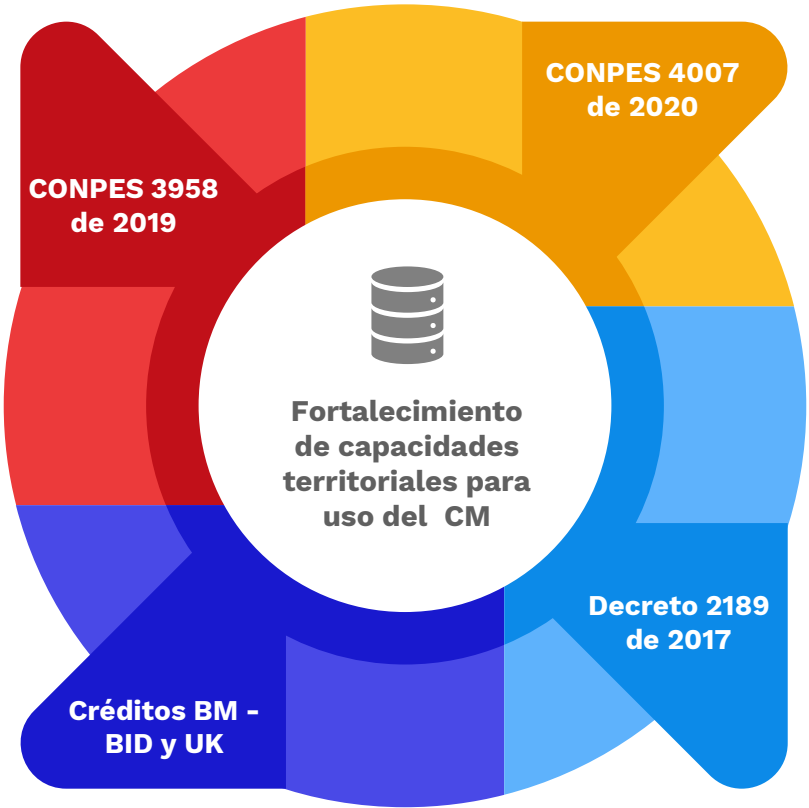 CONPES 4007
de 2020
CONPES 3958
de 2019
Fortalecimiento
de capacidades
territoriales para
uso del CM
Decreto 2189
de 2017
Créditos BM -
BID y UK